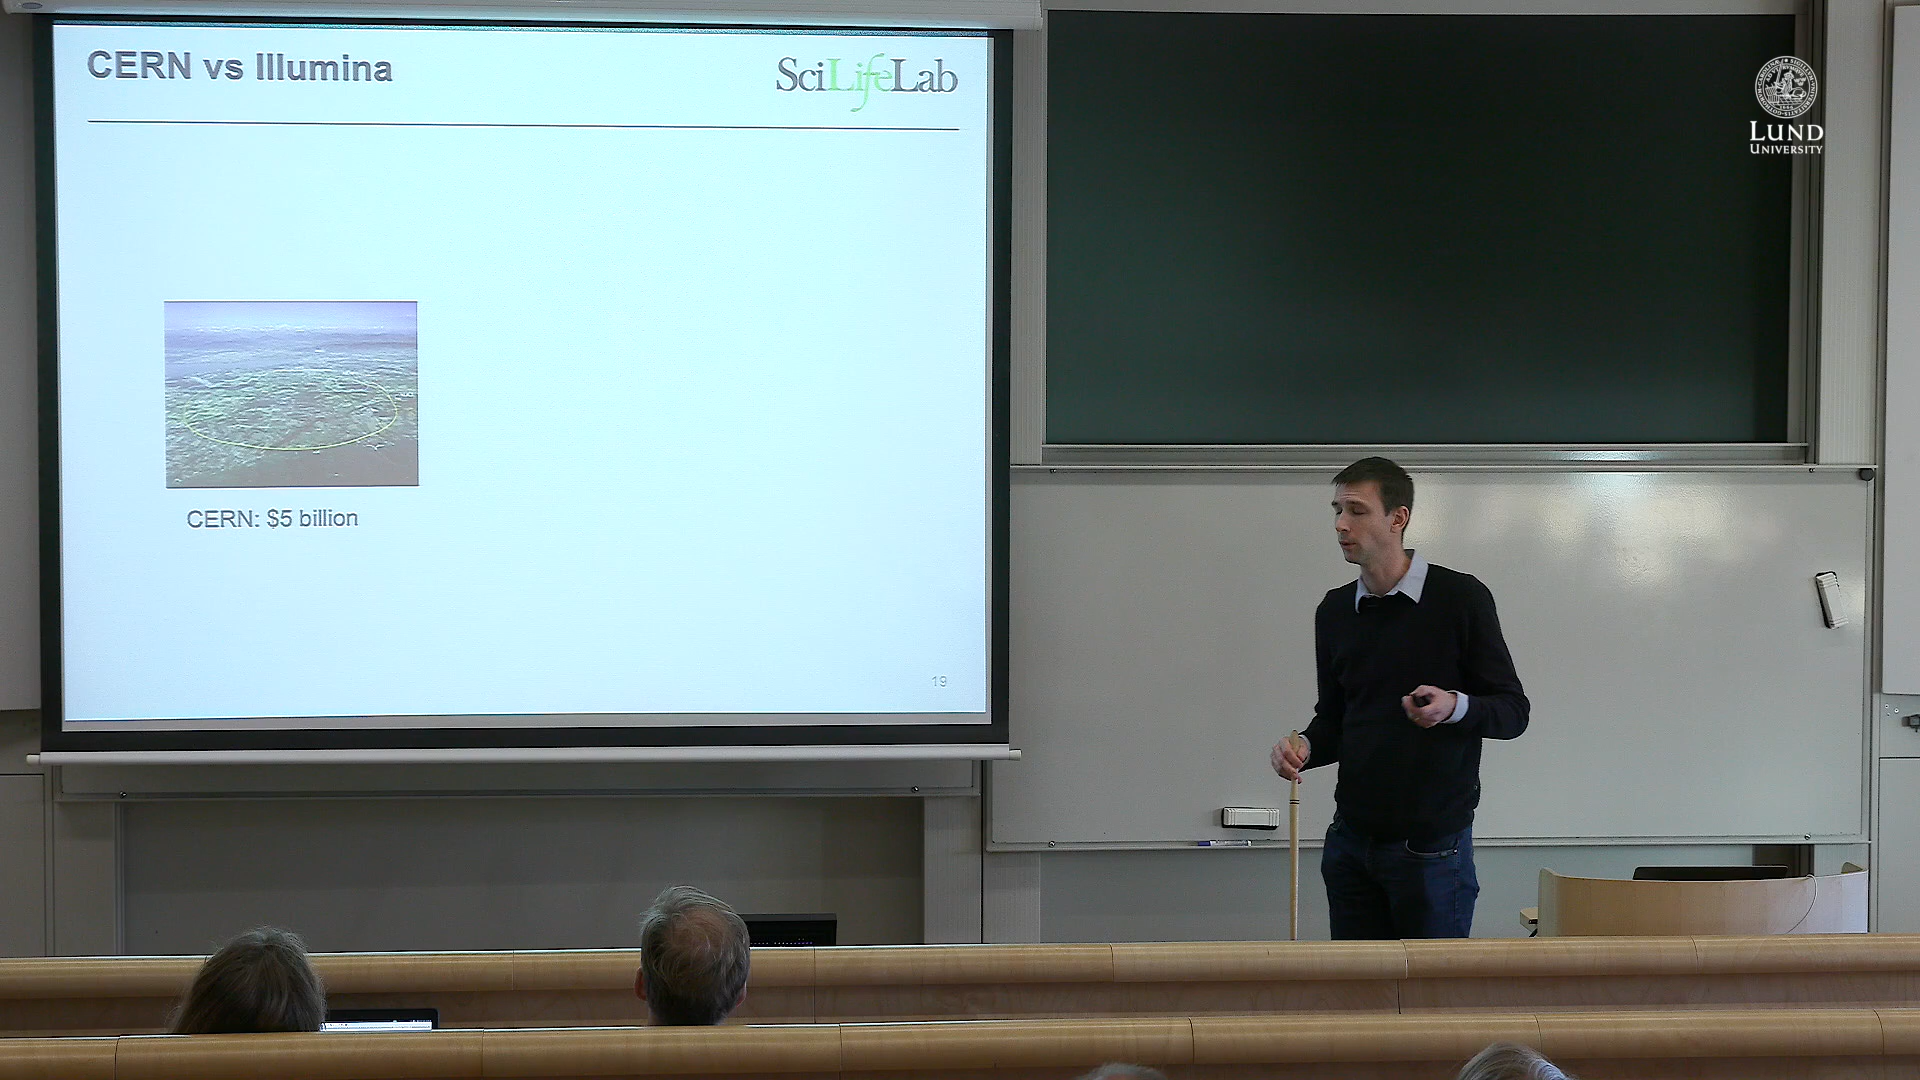 CERN vs Illumina
SciLifeLab
CERN: $5 billion
19
LUND
UNIVERSITY